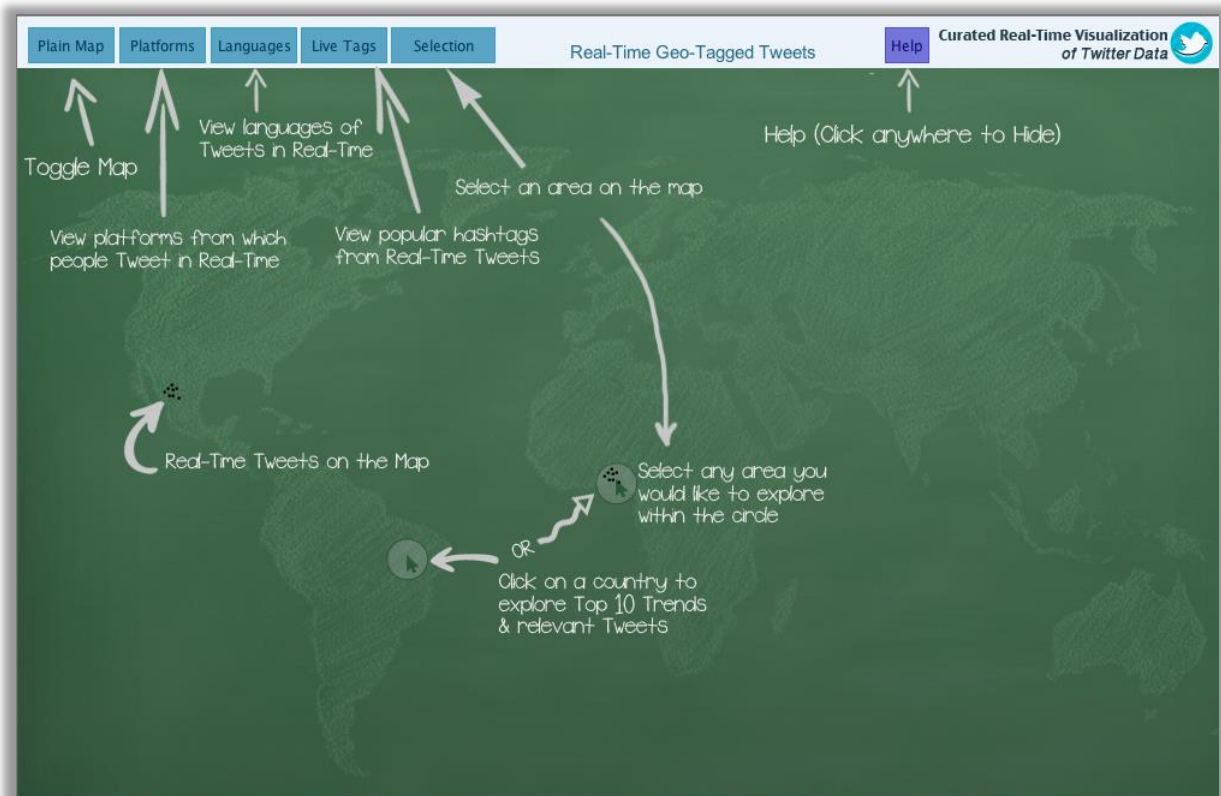 Plain Map
Platforms
Languages
Live Tags
Selection
Real-Time Geo-Tagged Tweets
Help
Curated Real-Time Visualization
of Twitter Data
View languages of
Tweets in Real-Time
Help (Click anywhere to Hide)
Toggle Map
Select an area on the map
View platforms from which
people Tweet in Real-Time
View popular hashtags
from Real-Time Tweets
Real-Time Tweets on the Map
Select any area you
would like to explore
within the circle
OR
Click on a country to
explore Top 10 Trends
& relevant Tweets